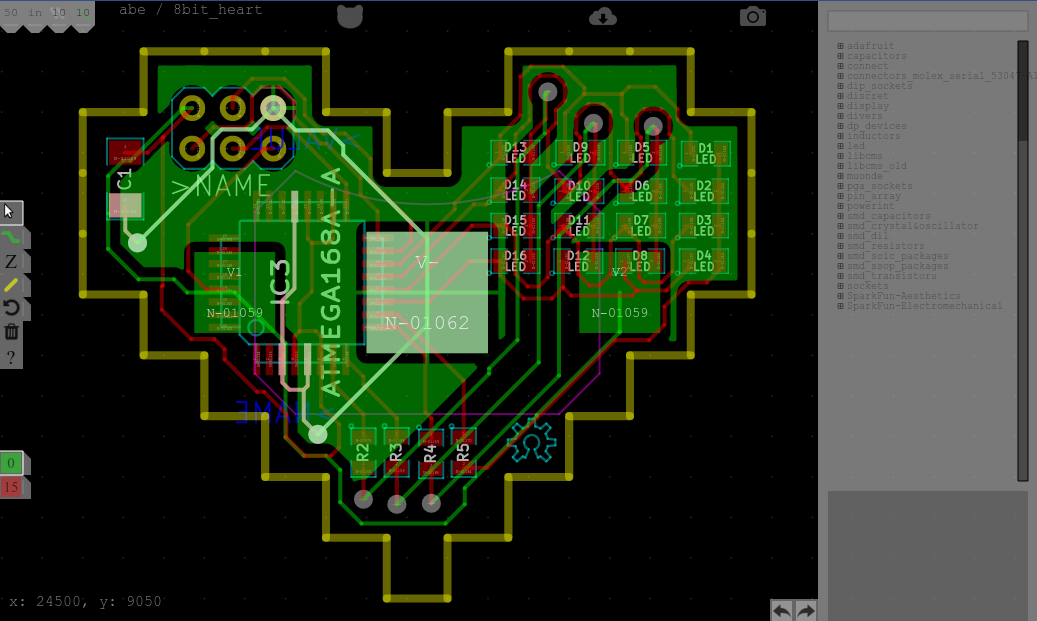 50 in 10 10
abe / 8bit_heart
adafruit
capacitors
connect
connectors_molex_serial_53047-A1
dip_sockets
discret
display
divers
dp_devices
inductors
led
libcms
libcms_old
muonde
pga_sockets
pin_array
powerint
smd_capacitors
smd_crystal&oscillator
smd_dil
smd_resistors
smd_soic_packages
smd_ssop_packages
smd_transistors
sockets
SparkFun-Aesthetics
SparkFun-Electromechanical
D13 LED
D9 LED
D5 LED
D1 LED
D14 LED
D10 LED
D6 LED
D2 LED
D15 LED
D11 LED
D7 LED
D3 LED
D16 LED
D12 LED
D8 LED
D4 LED
C1
>NAME
IC3
ATMEGA168A-A
V1
N-01059
V-
N-01062
V2
N-01059
R2
R3
R4
R5
Z
?
0
15
x: 24500, y: 9050